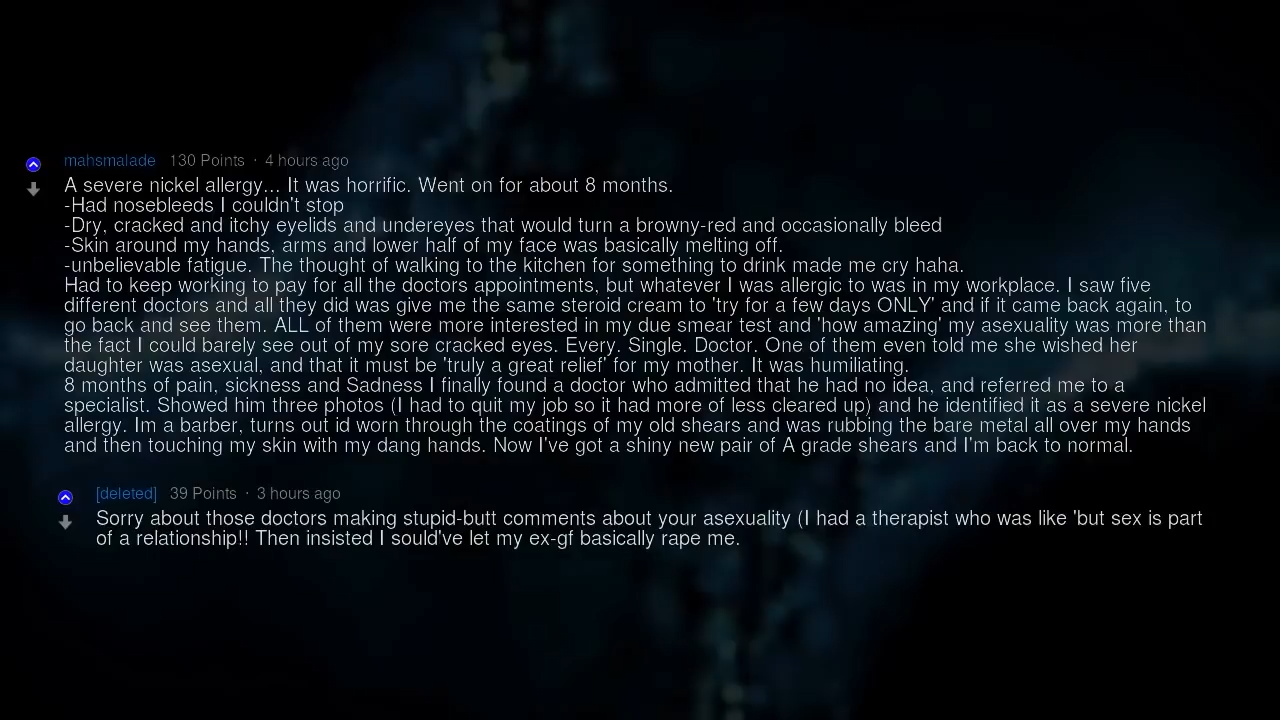 mahsmalade 130 Points · 4 hours ago
A severe nickel allergy... It was horrific. Went on for about 8 months.
-Had nosebleeds I couldn't stop
-Dry, cracked and itchy eyelids and undereyes that would turn a browny-red and occasionally bleed
-Skin around my hands, arms and lower half of my face was basically melting off.
-unbelievable fatigue. The thought of walking to the kitchen for something to drink made me cry haha.
Had to keep working to pay for all the doctors appointments, but whatever I was allergic to was in my workplace. I saw five
different doctors and all they did was give me the same steroid cream to 'try for a few days ONLY' and if it came back again, to
go back and see them. ALL of them were more interested in my due smear test and 'how amazing' my asexuality was more than
the fact I could barely see out of my sore cracked eyes. Every. Single. Doctor. One of them even told me she wished her
daughter was asexual, and that it must be 'truly a great relief' for my mother. It was humiliating.
8 months of pain, sickness and Sadness I finally found a doctor who admitted that he had no idea, and referred me to a
specialist. Showed him three photos (I had to quit my job so it had more of less cleared up) and he identified it as a severe nickel
allergy. Im a barber, turns out id worn through the coatings of my old shears and was rubbing the bare metal all over my hands
and then touching my skin with my dang hands. Now I've got a shiny new pair of A grade shears and I'm back to normal.
[deleted] 39 Points · 3 hours ago
Sorry about those doctors making stupid-butt comments about your asexuality (I had a therapist who was like 'but sex is part
of a relationship!! Then insisted I sould've let my ex-gf basically rape me.